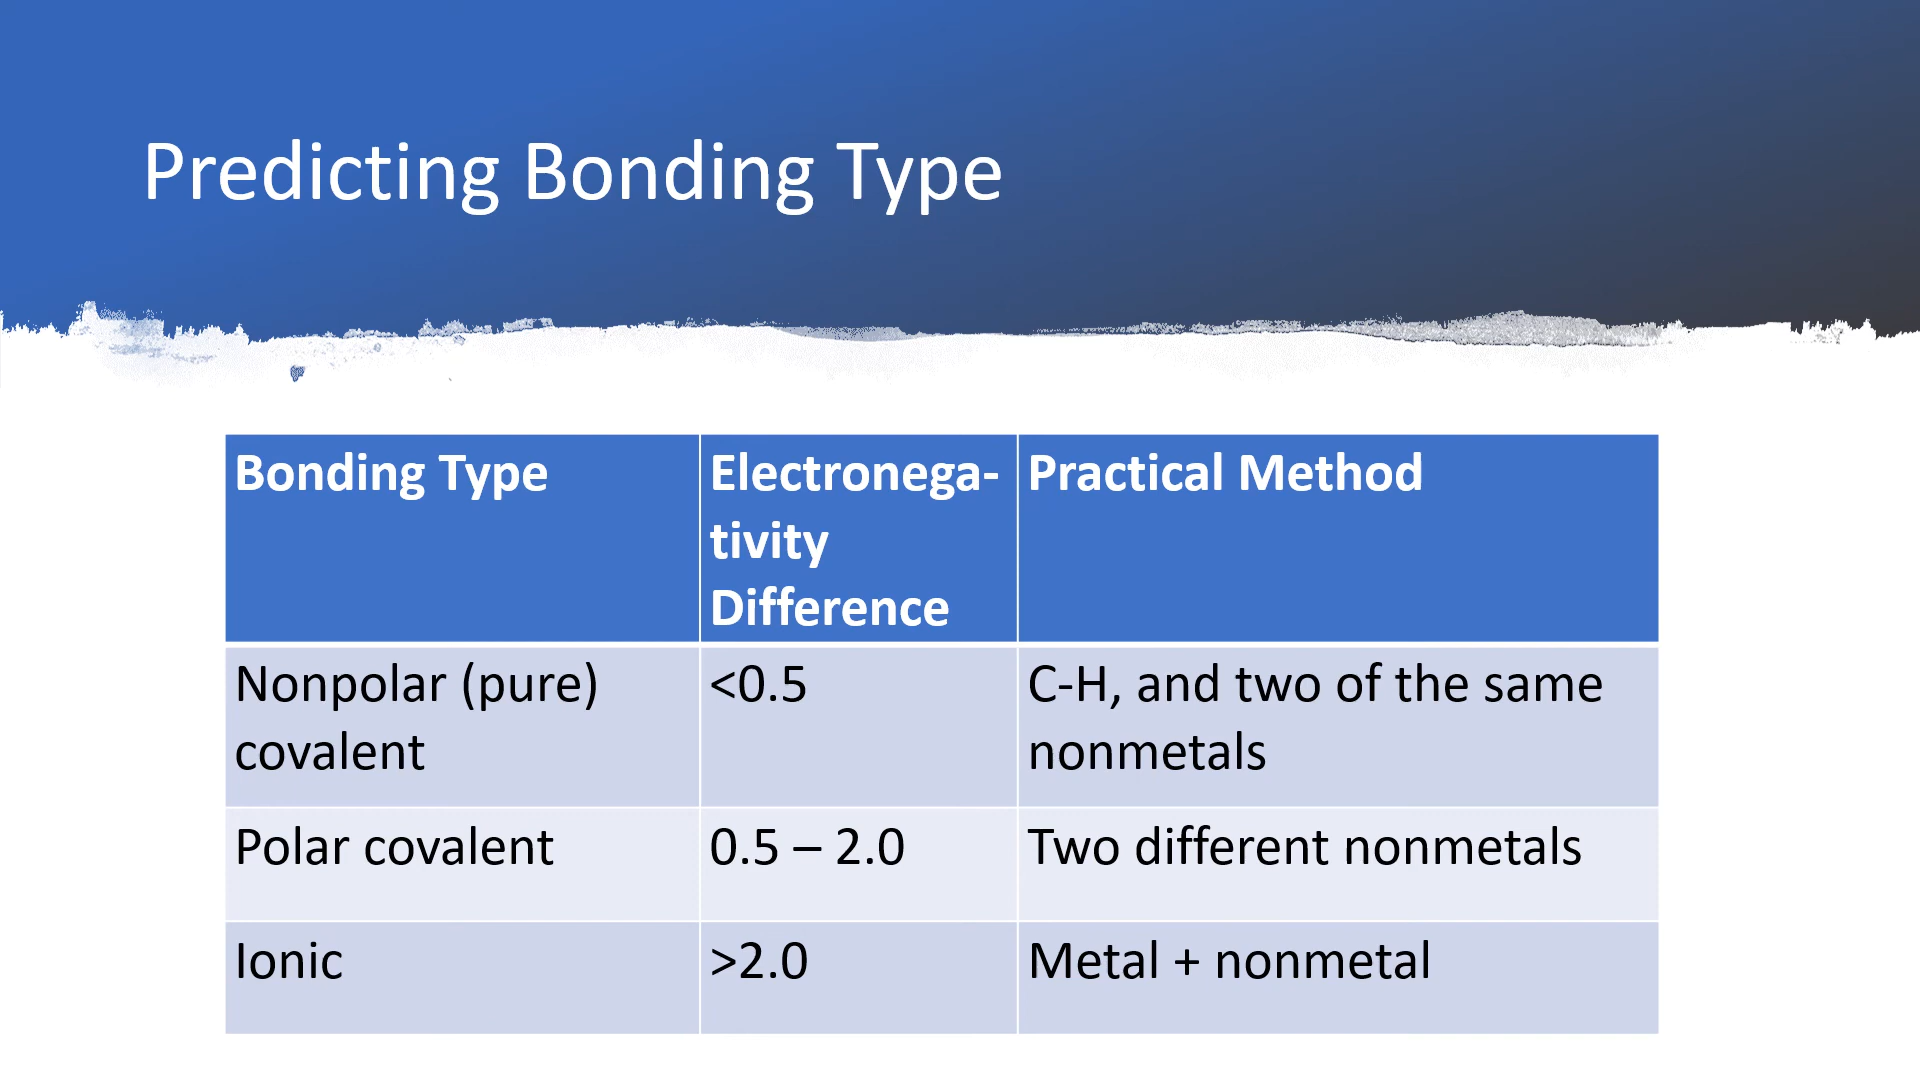 Predicting Bonding Type
Bonding Type
Electronega-
tivity
Difference
Practical Method
Nonpolar (pure)
covalent
<0.5
C-H, and two of the same
nonmetals
Polar covalent
0.5 – 2.0
Two different nonmetals
Ionic
>2.0
Metal + nonmetal